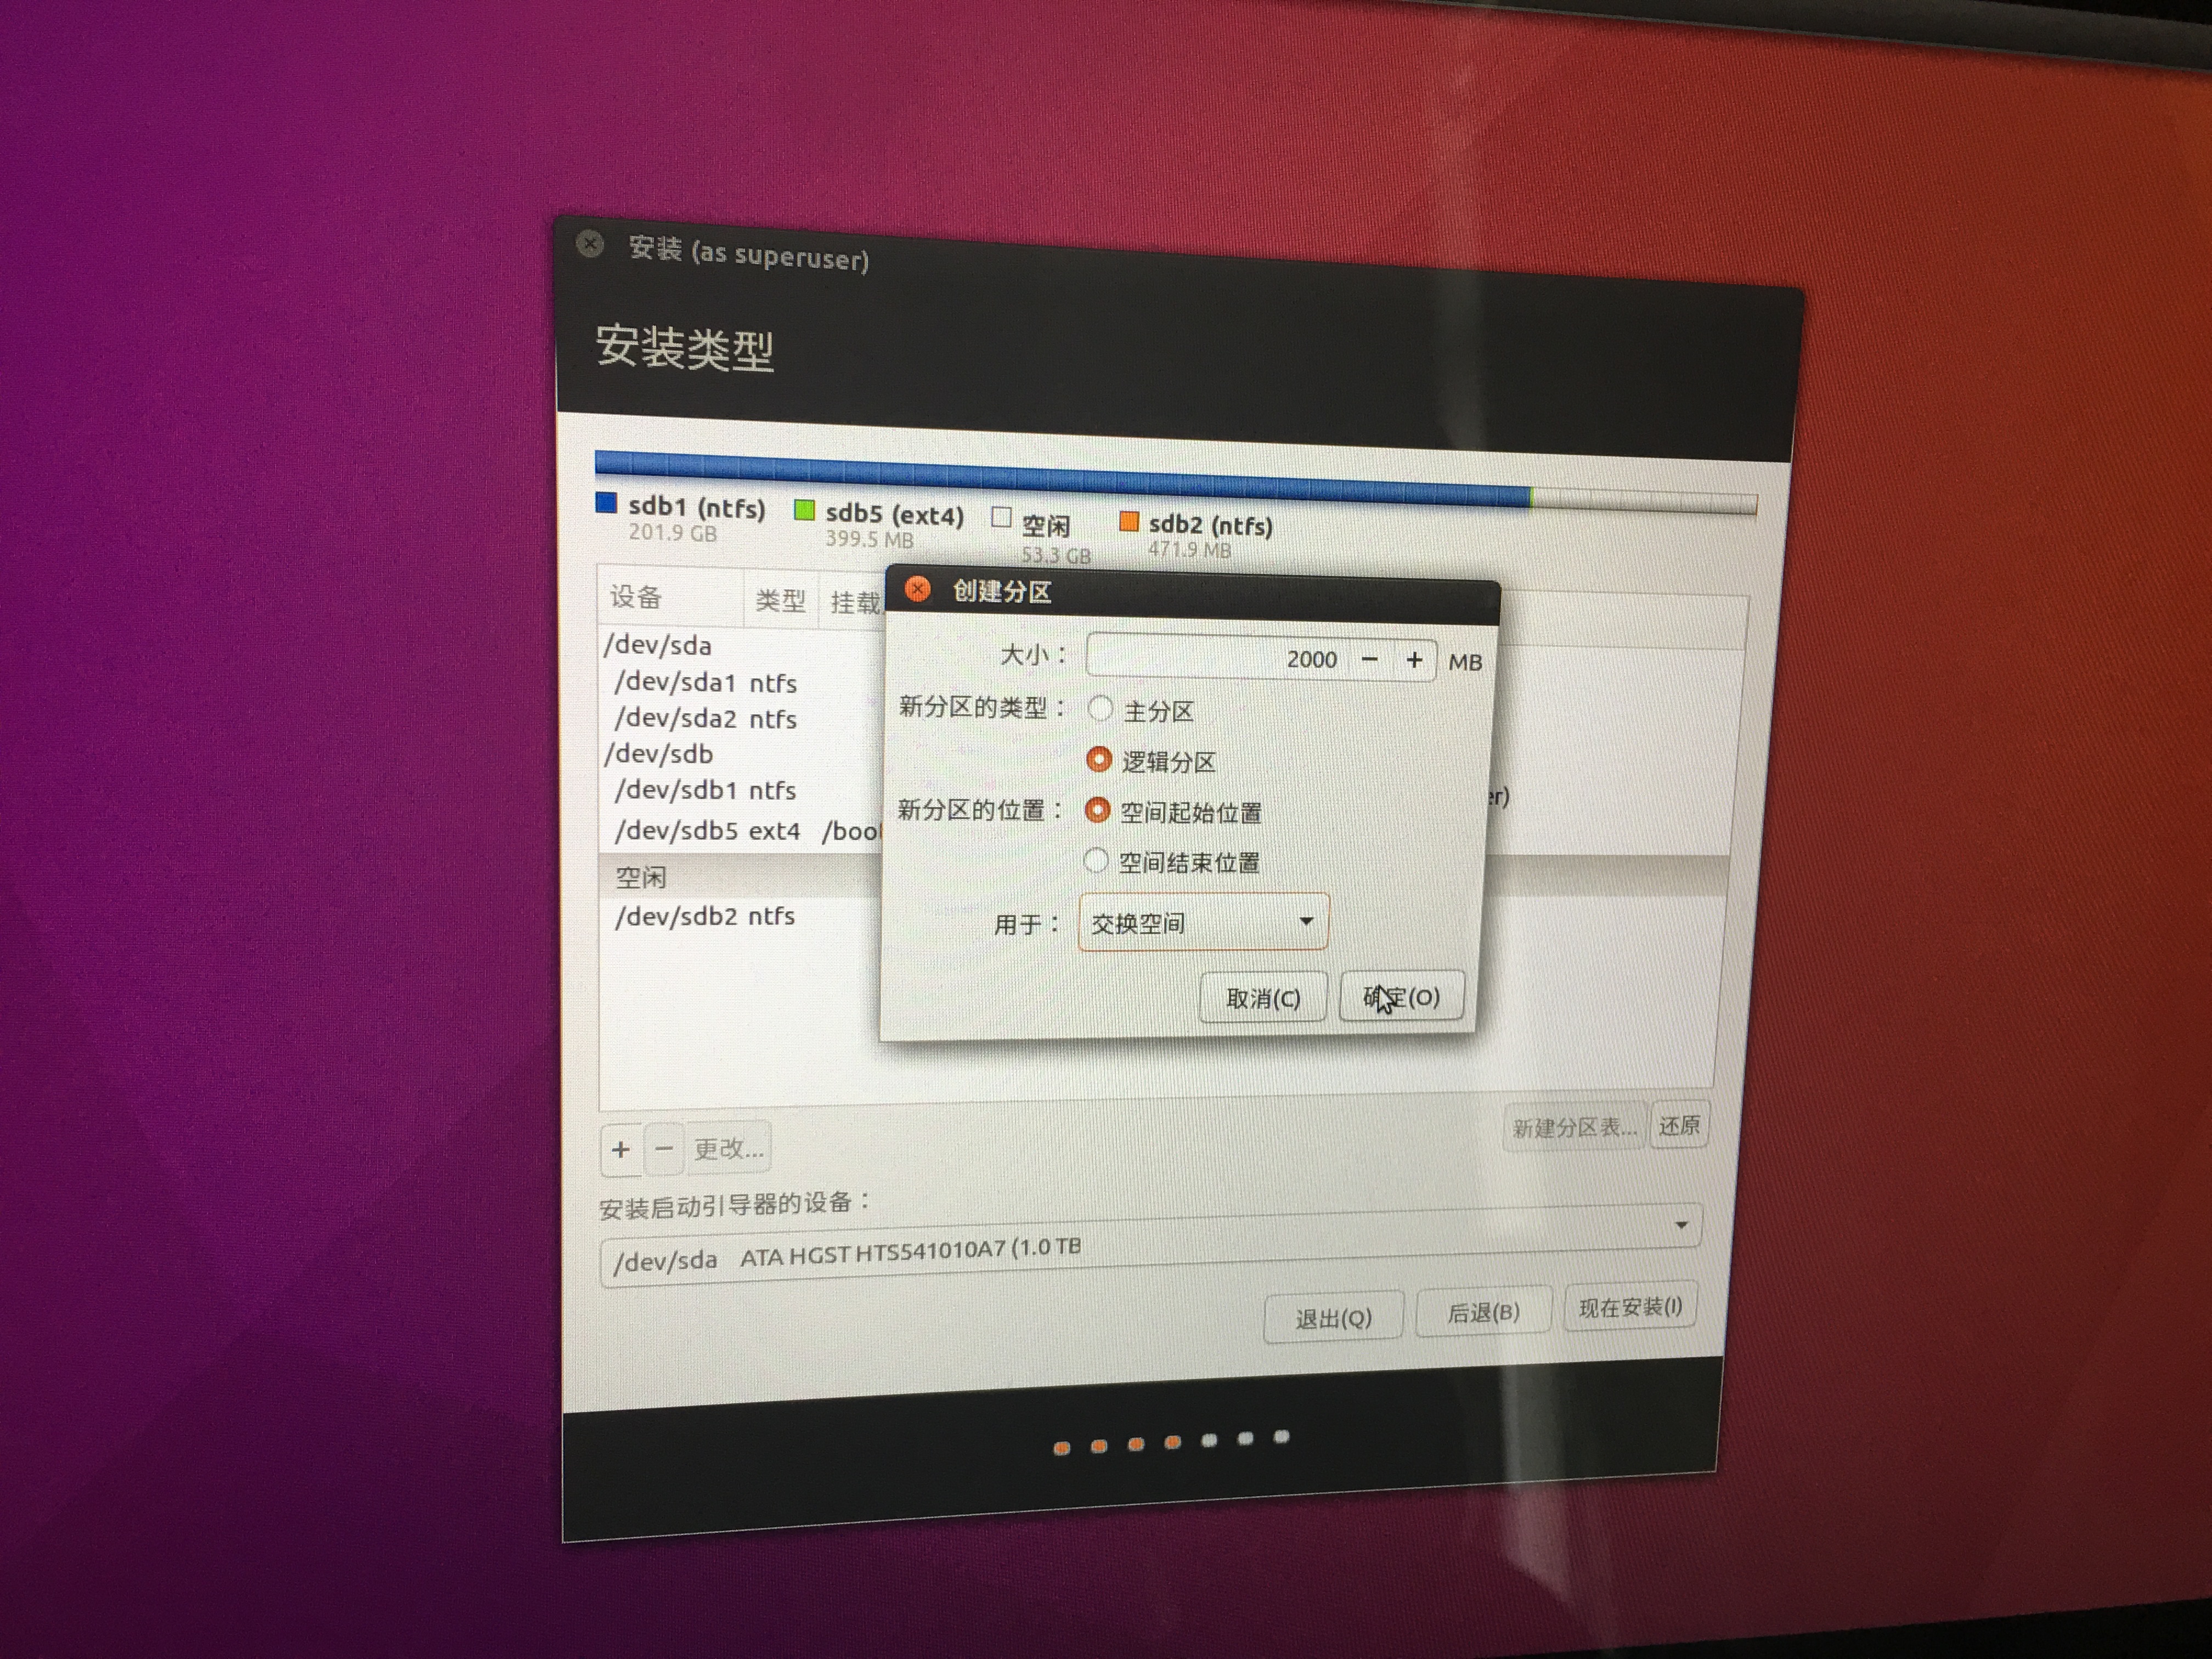 安装 (as superuser)
安装类型
sdb1 (ntfs) sdb5 (ext4) 空闲 sdb2 (ntfs)
201.9 GB 399.5 MB 53.3 GB 471.9 MB
设备 类型 挂载
/dev/sda
/dev/sda1 ntfs
/dev/sda2 ntfs
/dev/sdb
/dev/sdb1 ntfs
/dev/sdb5 ext4 /boo
空闲
/dev/sdb2 ntfs
创建分区
大小： 2000 − + MB
新分区的类型： 主分区
逻辑分区
新分区的位置： 空间起始位置
空间结束位置
用于： 交换空间
取消(C) 确定(O)
+ − 更改...
新建分区表... 还原
安装启动引导器的设备：
/dev/sda ATA HGST HTS541010A7 (1.0 TB
退出(Q) 后退(B) 现在安装(I)